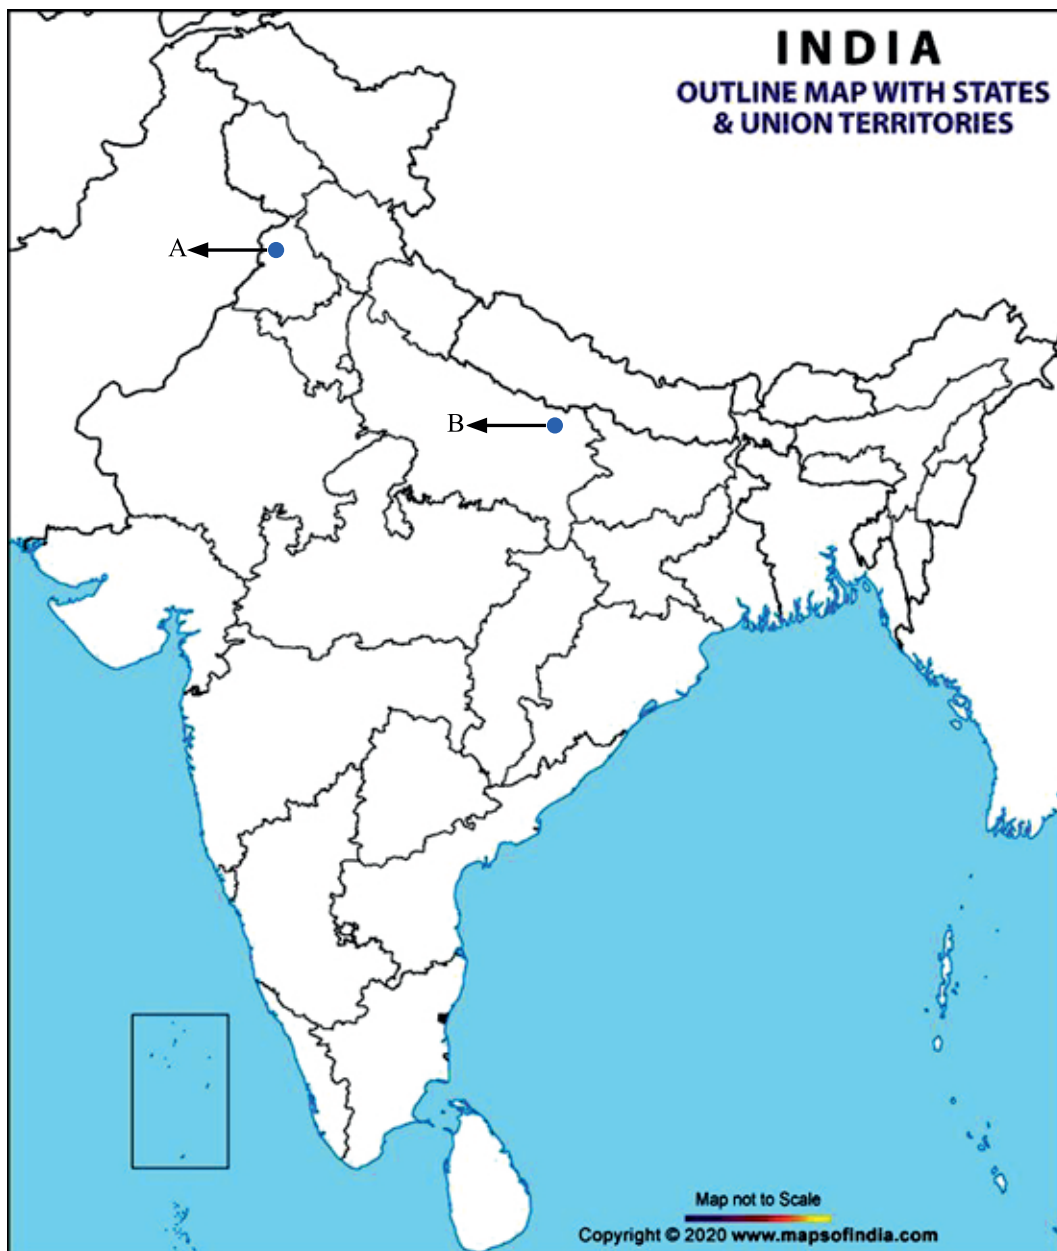 INDIA
OUTLINE MAP WITH STATES
& UNION TERRITORIES
A
B
Map not to Scale
Copyright © 2020 www.mapsofindia.com